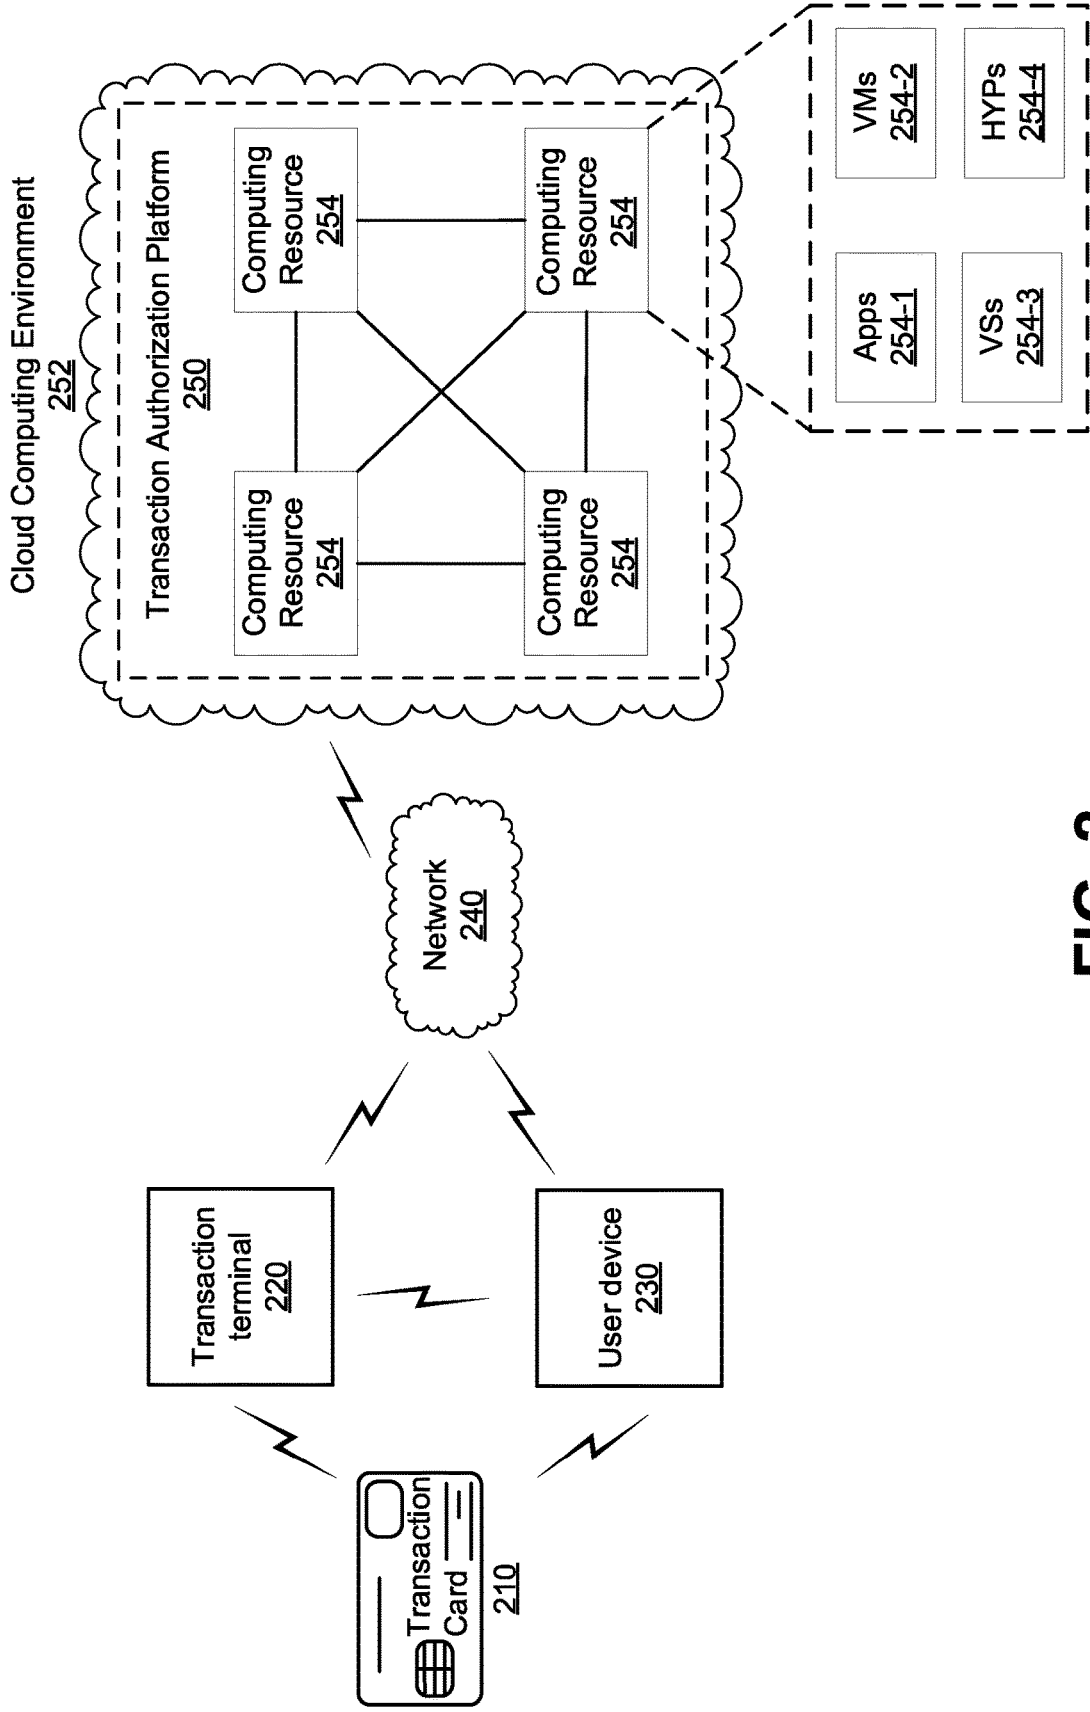 Cloud Computing Environment
252
Transaction Authorization Platform
250
Computing
Resource
254
Computing
Resource
254
Computing
Resource
254
Computing
Resource
254
Apps
254-1
VMs
254-2
VSs
254-3
HYPs
254-4
Network
240
Transaction
terminal
220
User device
230
Transaction
Card
210
FIG. 2